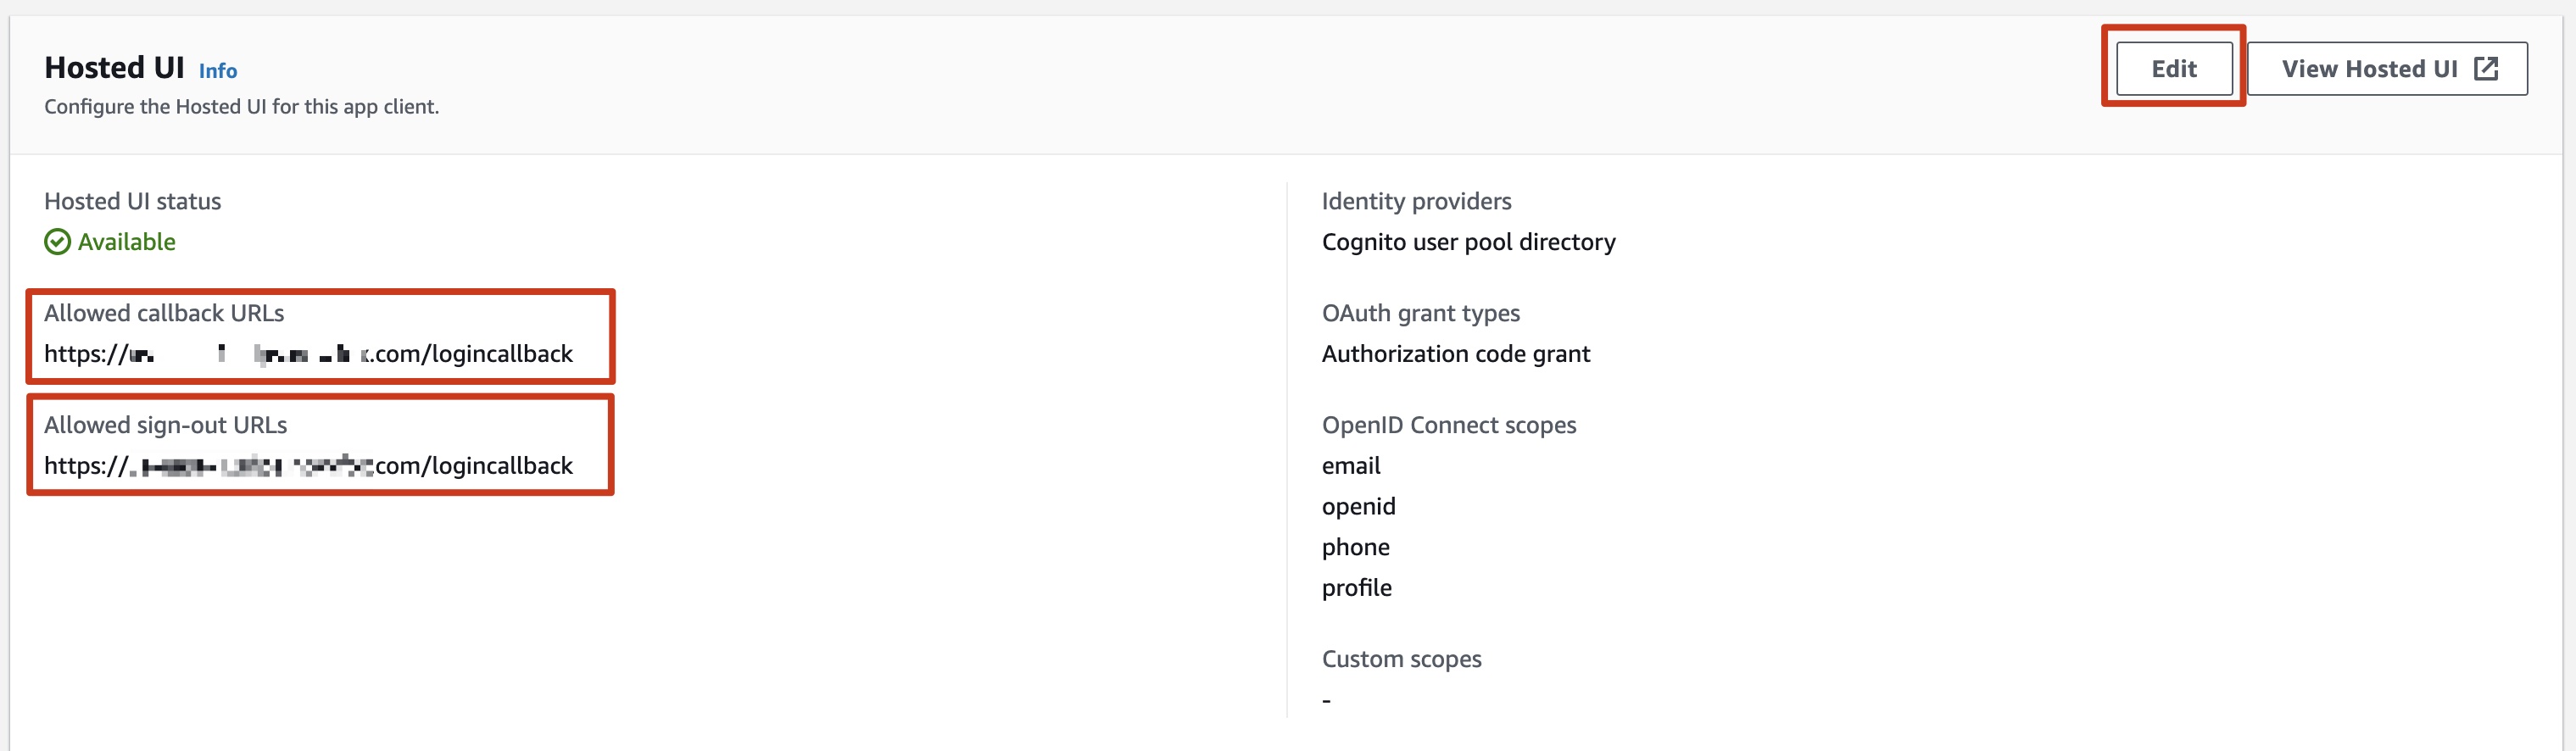 Hosted UI Info
Configure the Hosted UI for this app client.
Edit
View Hosted UI
Hosted UI status
Available
Allowed callback URLs
https:// .com/logincallback
Allowed sign-out URLs
https:// com/logincallback
Identity providers
Cognito user pool directory
OAuth grant types
Authorization code grant
OpenID Connect scopes
email
openid
phone
profile
Custom scopes
-